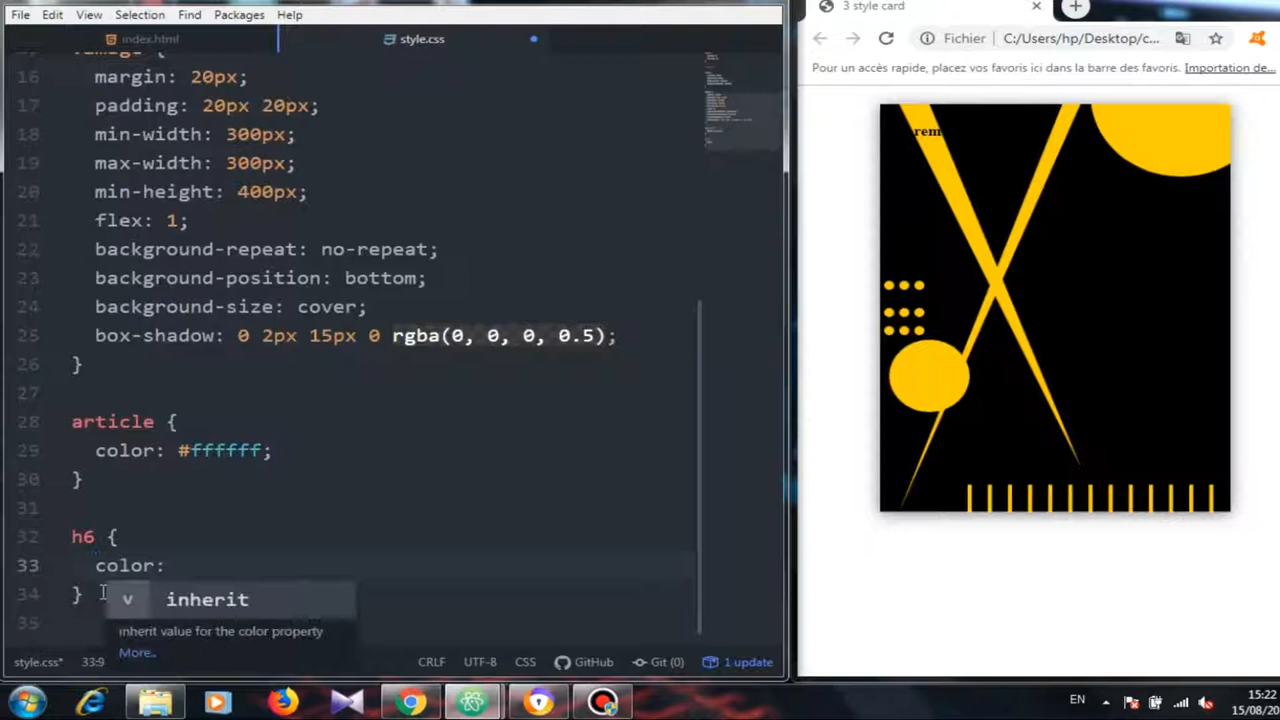 File Edit View Selection Find Packages Help
index.html
style.css
3 style card
Fichier
C:/Users/hp/Desktop/c...
Pour un accès rapide, placez vos favoris ici dans la barre des favoris. Importation de...
16 margin: 20px;
17 padding: 20px 20px;
18 min-width: 300px;
19 max-width: 300px;
20 min-height: 400px;
21 flex: 1;
22 background-repeat: no-repeat;
23 background-position: bottom;
24 background-size: cover;
25 box-shadow: 0 2px 15px 0 rgba(0, 0, 0, 0.5);
26 }
27
28 article {
29 color: #ffffff;
30 }
31
32 h6 {
33 color:
34 }
35
v inherit
inherit value for the color property
More..
rem
style.css* 33:9 CRLF UTF-8 CSS GitHub Git (0) 1 update
EN
15:22
15/08/20